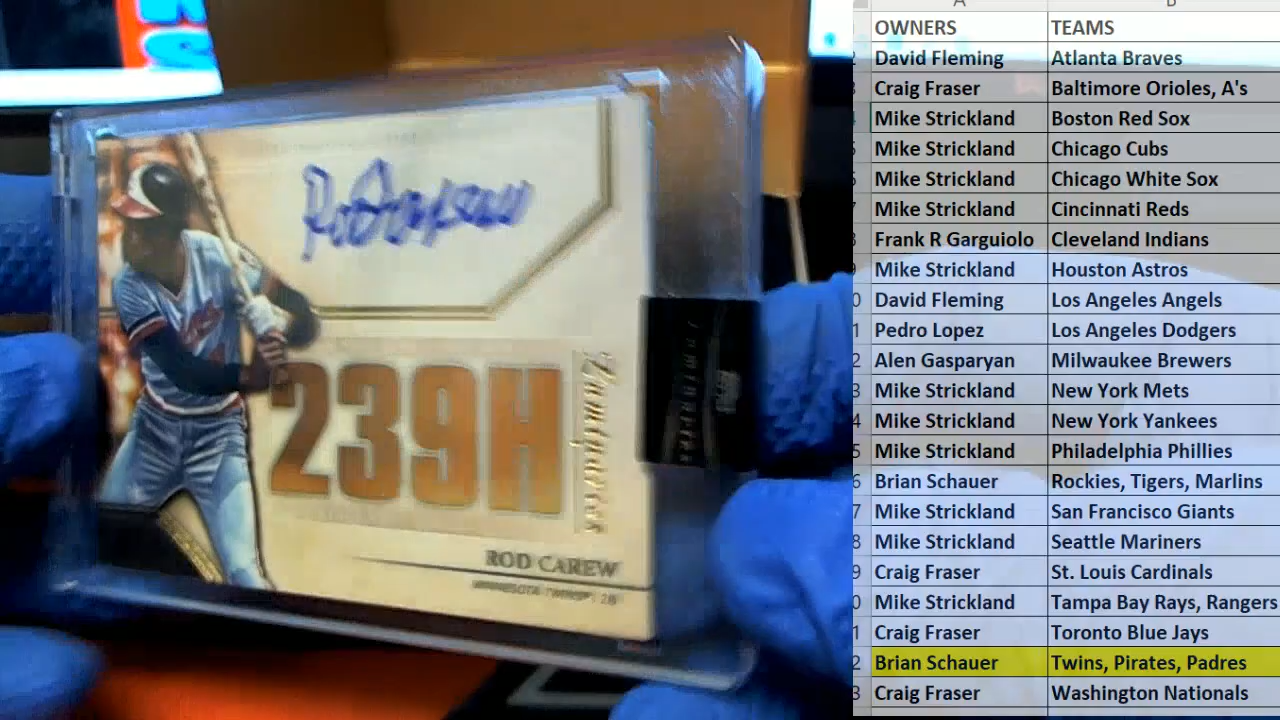 239H
Luminaries
ROD CAREW
MINNESOTA TWINS® | 2B
A B
OWNERS TEAMS
David Fleming Atlanta Braves
Craig Fraser Baltimore Orioles, A's
Mike Strickland Boston Red Sox
Mike Strickland Chicago Cubs
Mike Strickland Chicago White Sox
Mike Strickland Cincinnati Reds
Frank R Garguiolo Cleveland Indians
Mike Strickland Houston Astros
David Fleming Los Angeles Angels
Pedro Lopez Los Angeles Dodgers
Alen Gasparyan Milwaukee Brewers
Mike Strickland New York Mets
Mike Strickland New York Yankees
Mike Strickland Philadelphia Phillies
Brian Schauer Rockies, Tigers, Marlins
Mike Strickland San Francisco Giants
Mike Strickland Seattle Mariners
Craig Fraser St. Louis Cardinals
Mike Strickland Tampa Bay Rays, Rangers
Craig Fraser Toronto Blue Jays
Brian Schauer Twins, Pirates, Padres
Craig Fraser Washington Nationals